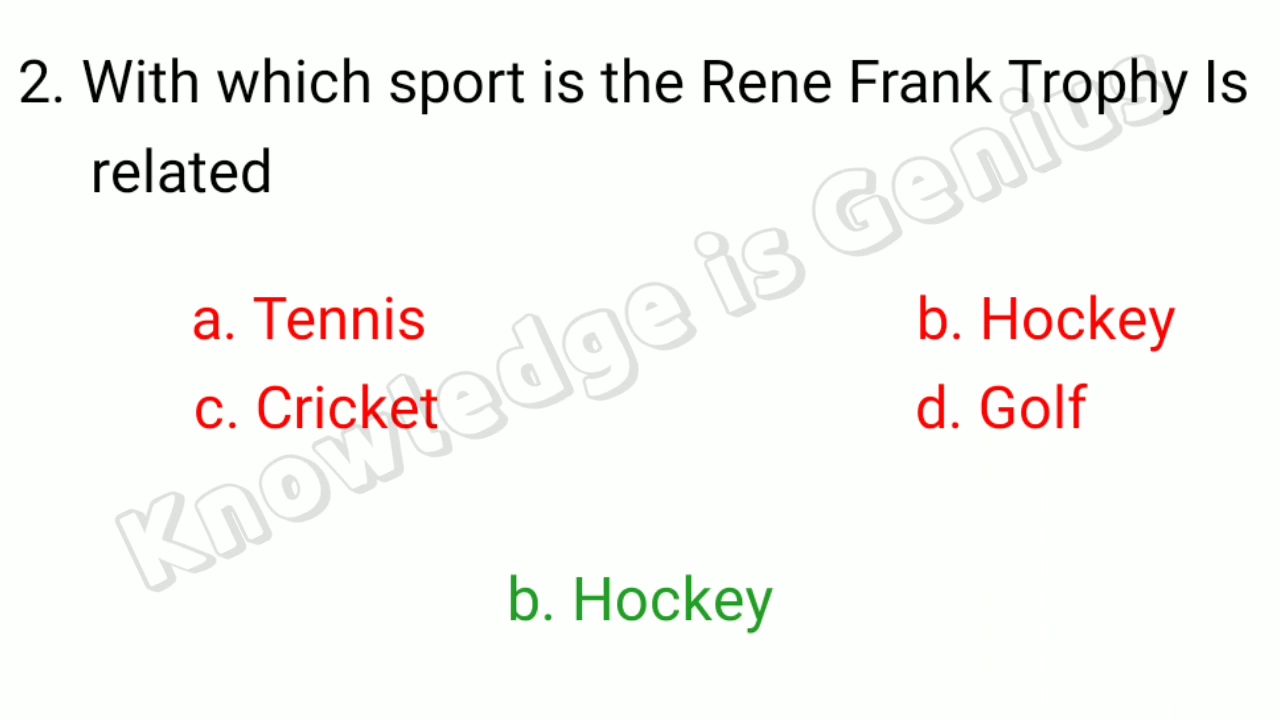 2. With which sport is the Rene Frank Trophy Is
related
a. Tennis b. Hockey
c. Cricket d. Golf
b. Hockey
Knowledge is Genius